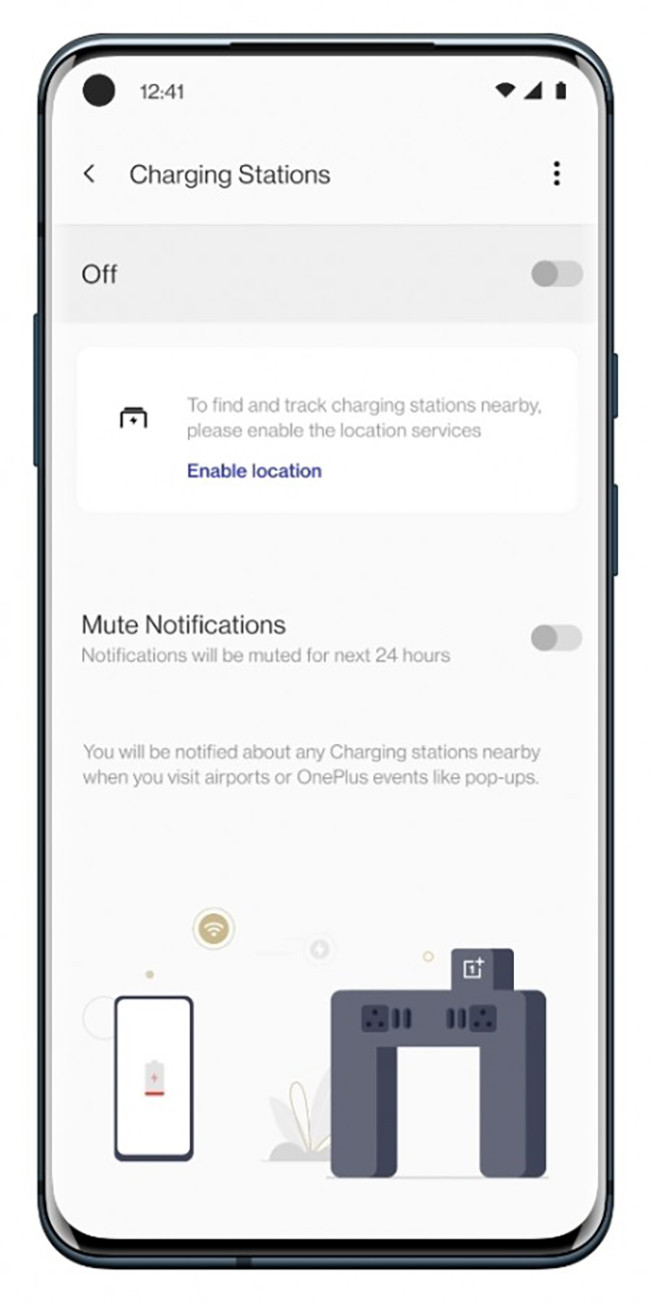 12:41
Charging Stations
Off
To find and track charging stations nearby,
please enable the location services
Enable location
Mute Notifications
Notifications will be muted for next 24 hours
You will be notified about any Charging stations nearby
when you visit airports or OnePlus events like pop-ups.
1+